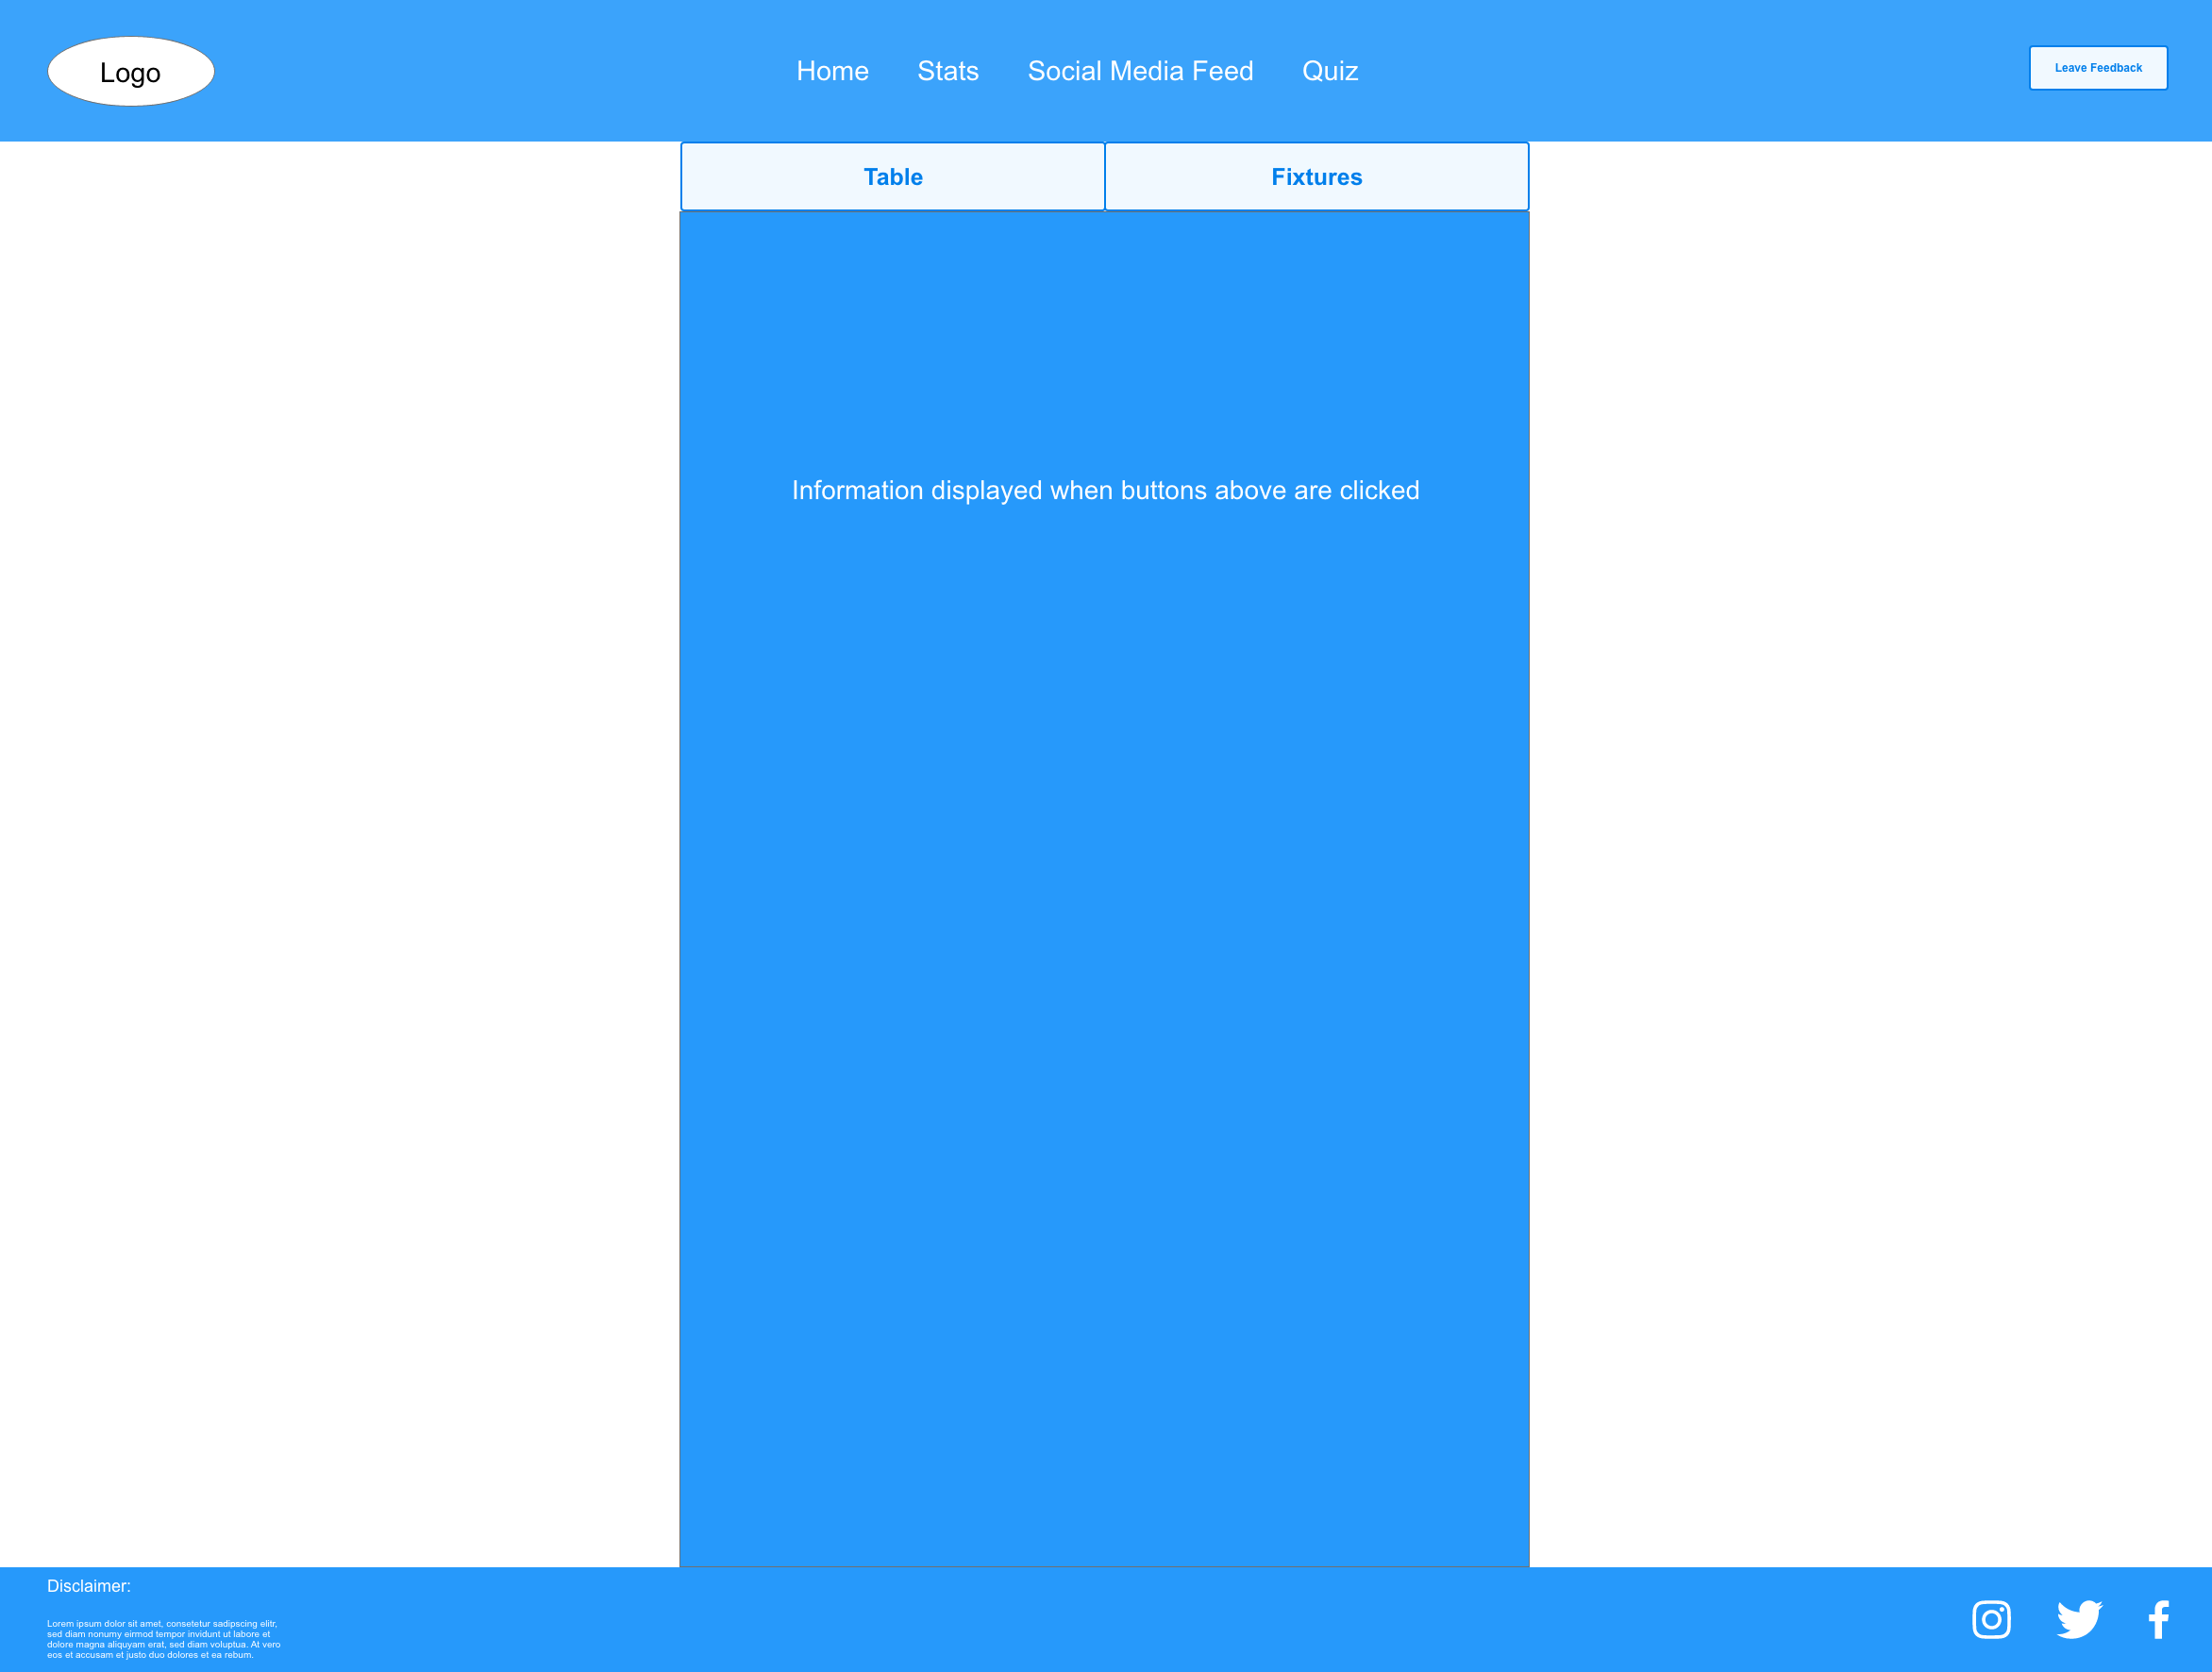 Logo
Home Stats Social Media Feed Quiz
Leave Feedback
Table Fixtures
Information displayed when buttons above are clicked
Disclaimer:
Lorem ipsum dolor sit amet, consetetur sadipscing elitr,
sed diam nonumy eirmod tempor invidunt ut labore et
dolore magna aliquyam erat, sed diam voluptua. At vero
eos et accusam et justo duo dolores et ea rebum.